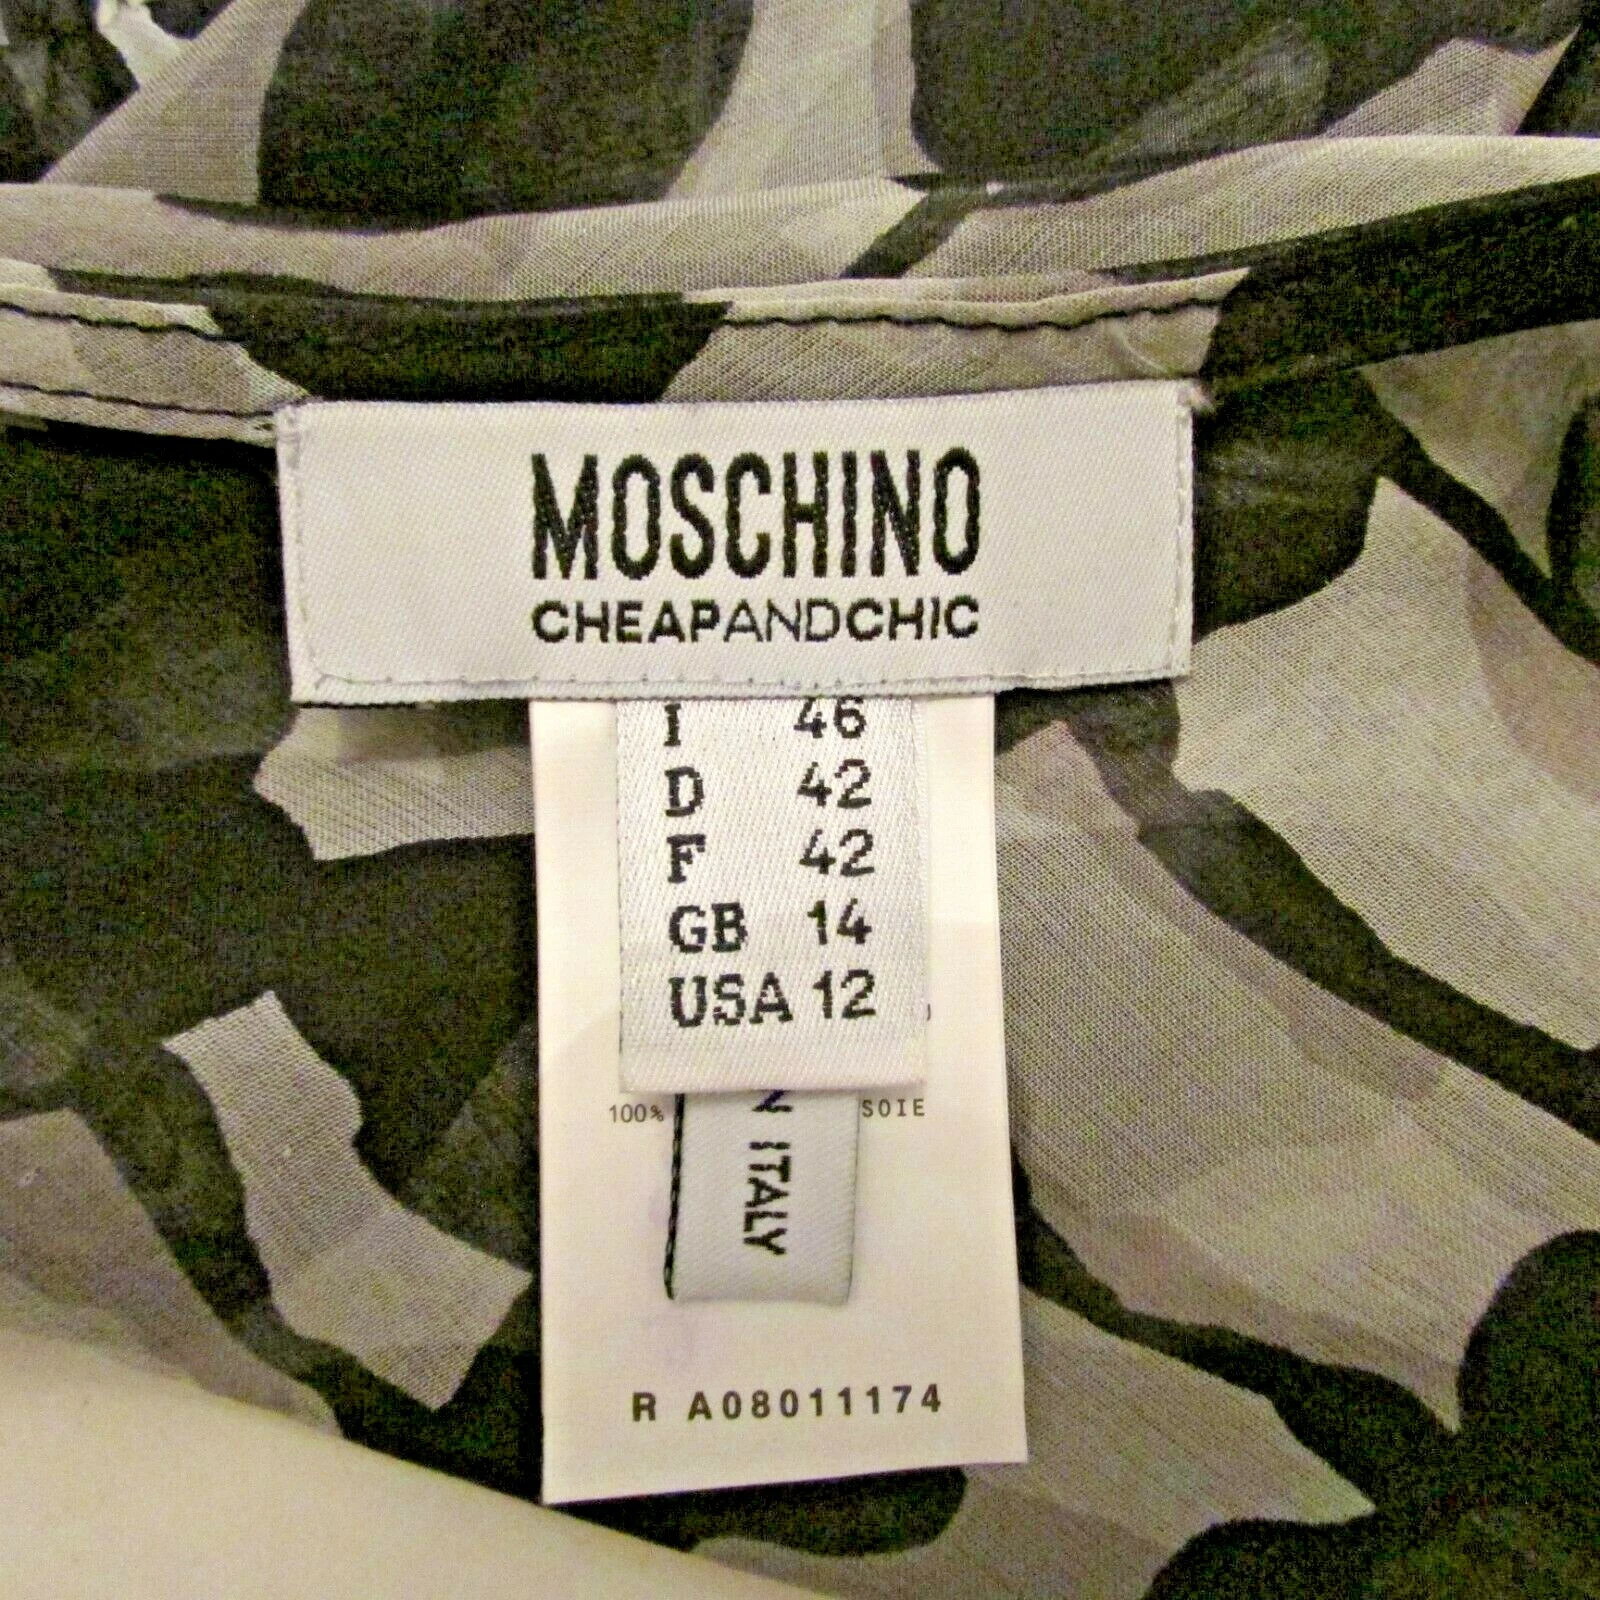 MOSCHINO
CHEAPANDCHIC
I 46
D 42
F 42
GB 14
USA 12
100% SOIE
ITALY
R A08011174